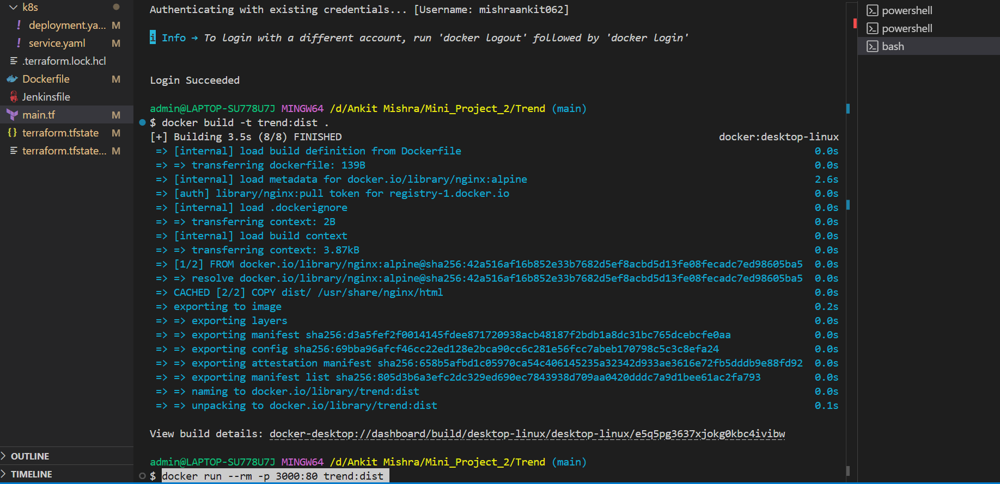 k8s
deployment.ya... M
service.yaml M
.terraform.lock.hcl
Dockerfile M
Jenkinsfile
main.tf M
terraform.tfstate M
terraform.tfstate... M
OUTLINE
TIMELINE
Authenticating with existing credentials... [Username: mishraankit062]
i Info → To login with a different account, run 'docker logout' followed by 'docker login'
Login Succeeded
admin@LAPTOP-SU778U7J MINGW64 /d/Ankit Mishra/Mini_Project_2/Trend (main)
$ docker build -t trend:dist .
[+] Building 3.5s (8/8) FINISHED docker:desktop-linux
=> [internal] load build definition from Dockerfile 0.0s
=> => transferring dockerfile: 139B 0.0s
=> [internal] load metadata for docker.io/library/nginx:alpine 2.6s
=> [auth] library/nginx:pull token for registry-1.docker.io 0.0s
=> [internal] load .dockerignore 0.0s
=> => transferring context: 2B 0.0s
=> [internal] load build context 0.0s
=> => transferring context: 3.87kB 0.0s
=> [1/2] FROM docker.io/library/nginx:alpine@sha256:42a516af16b852e33b7682d5ef8acbd5d13fe08fecadc7ed98605ba5 0.0s
=> => resolve docker.io/library/nginx:alpine@sha256:42a516af16b852e33b7682d5ef8acbd5d13fe08fecadc7ed98605ba5 0.0s
=> CACHED [2/2] COPY dist/ /usr/share/nginx/html 0.0s
=> exporting to image 0.2s
=> => exporting layers 0.0s
=> => exporting manifest sha256:d3a5fef2f0014145fdee871720938acb48187f2bdb1a8dc31bc765dcebcfe0aa 0.0s
=> => exporting config sha256:69bba96afcf46cc22ed128e2bca90cc6c281e56fcc7abeb170798c5c3c8efa24 0.0s
=> => exporting attestation manifest sha256:658b5afbd1c05970ca54c406145235a32342d933ae3616e72fb5dddb9e88fd92 0.0s
=> => exporting manifest list sha256:805d3b6a3efc2dc329ed690ec7843938d709aa0420dddc7a9d1bee61ac2fa793 0.0s
=> => naming to docker.io/library/trend:dist 0.0s
=> => unpacking to docker.io/library/trend:dist 0.1s
View build details: docker-desktop://dashboard/build/desktop-linux/desktop-linux/e5q5pg3637xjokg0kbc4ivibw
admin@LAPTOP-SU778U7J MINGW64 /d/Ankit Mishra/Mini_Project_2/Trend (main)
$ docker run --rm -p 3000:80 trend:dist
powershell
powershell
bash